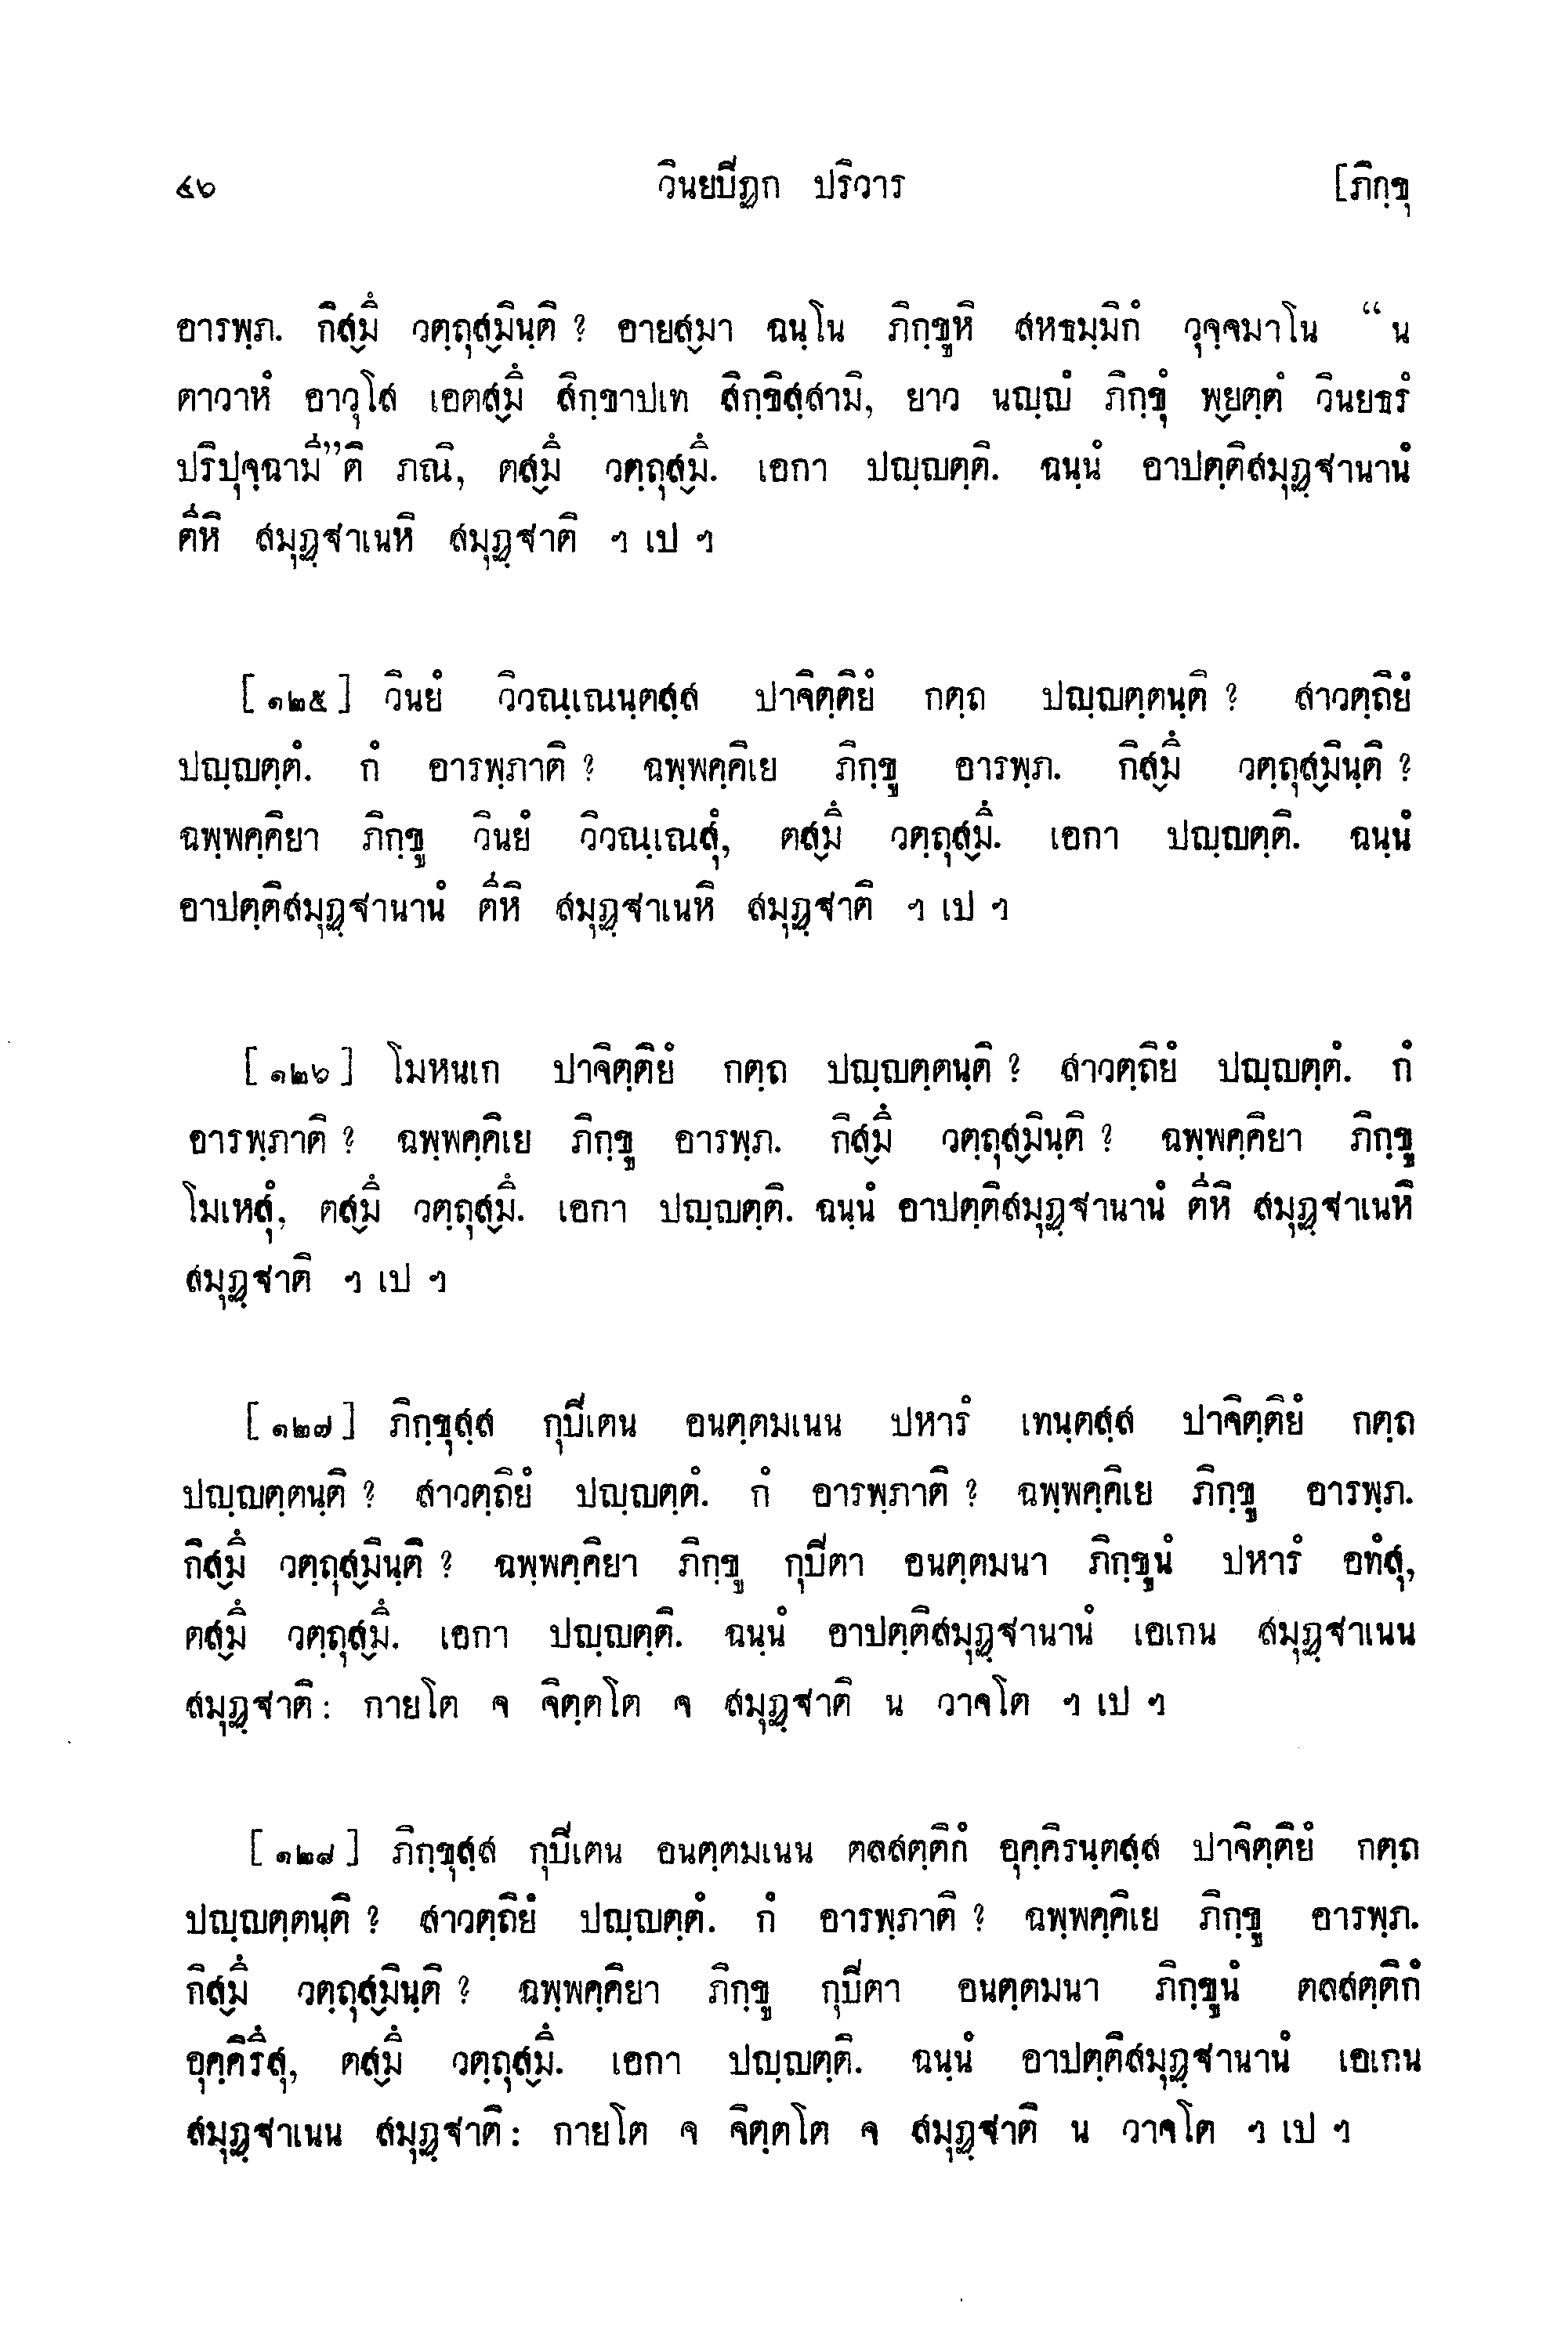 ๔๖ วินยปิฏก ปริวาร [ภิกฺขุ
อารพฺภ. กิสฺมึ วตฺถุสฺมินฺติ ? อายสฺมา ฉนฺโน ภิกฺขูหิ สหธมฺมิกํ วุจฺจมาโน “น
ตาวาหํ อาวุโส เอตสฺมึ สิกฺขาปเท สิกฺขิสฺสามิ, ยาว นญฺญํ ภิกฺขุํ พฺยตฺตํ วินยธรํ
ปริปุจฺฉามี”ติ ภณิ, ตสฺมึ วตฺถุสฺมึ. เอกา ปญฺญตฺติ. ฉนฺนํ อาปตฺติสมุฏฺฐานานํ
ตีหิ สมุฏฺฐาเนหิ สมุฏฺฐาติ ฯ เป ฯ
[๑๒๕] วินยํ วิวณฺเณนฺตสฺส ปาจิตฺติยํ กตฺถ ปญฺญตฺตนฺติ ? สาวตฺถิยํ
ปญฺญตฺตํ. กํ อารพฺภาติ ? ฉพฺพคฺคิเย ภิกฺขู อารพฺภ. กิสฺมึ วตฺถุสฺมินฺติ ?
ฉพฺพคฺคิยา ภิกฺขู วินยํ วิวณฺเณสุํ, ตสฺมึ วตฺถุสฺมึ. เอกา ปญฺญตฺติ. ฉนฺนํ
อาปตฺติสมุฏฺฐานานํ ตีหิ สมุฏฺฐาเนหิ สมุฏฺฐาติ ฯ เป ฯ
[๑๒๖] โมหนเก ปาจิตฺติยํ กตฺถ ปญฺญตฺตนฺติ ? สาวตฺถิยํ ปญฺญตฺตํ. กํ
อารพฺภาติ ? ฉพฺพคฺคิเย ภิกฺขู อารพฺภ. กิสฺมึ วตฺถุสฺมินฺติ ? ฉพฺพคฺคิยา ภิกฺขู
โมเหสุํ, ตสฺมึ วตฺถุสฺมึ. เอกา ปญฺญตฺติ. ฉนฺนํ อาปตฺติสมุฏฺฐานานํ ตีหิ สมุฏฺฐาเนหิ
สมุฏฺฐาติ ฯ เป ฯ
[๑๒๗] ภิกฺขุสฺส กุปิเตน อนตฺตมเนน ปหารํ เทนฺตสฺส ปาจิตฺติยํ กตฺถ
ปญฺญตฺตนฺติ ? สาวตฺถิยํ ปญฺญตฺตํ. กํ อารพฺภาติ ? ฉพฺพคฺคิเย ภิกฺขู อารพฺภ.
กิสฺมึ วตฺถุสฺมินฺติ ? ฉพฺพคฺคิยา ภิกฺขู กุปิตา อนตฺตมนา ภิกฺขูนํ ปหารํ อทํสุ,
ตสฺมึ วตฺถุสฺมึ. เอกา ปญฺญตฺติ. ฉนฺนํ อาปตฺติสมุฏฺฐานานํ เอเกน สมุฏฺฐาเนน
สมุฏฺฐาติ: กายโต จ จิตฺตโต จ สมุฏฺฐาติ น วาจโต ฯ เป ฯ
[๑๒๘] ภิกฺขุสฺส กุปิเตน อนตฺตมเนน ตลสตฺติกํ อุคฺคิรนฺตสฺส ปาจิตฺติยํ กตฺถ
ปญฺญตฺตนฺติ ? สาวตฺถิยํ ปญฺญตฺตํ. กํ อารพฺภาติ ? ฉพฺพคฺคิเย ภิกฺขู อารพฺภ.
กิสฺมึ วตฺถุสฺมินฺติ ? ฉพฺพคฺคิยา ภิกฺขู กุปิตา อนตฺตมนา ภิกฺขูนํ ตลสตฺติกํ
อุคฺคิรึสุ, ตสฺมึ วตฺถุสฺมึ. เอกา ปญฺญตฺติ. ฉนฺนํ อาปตฺติสมุฏฺฐานานํ เอเกน
สมุฏฺฐาเนน สมุฏฺฐาติ: กายโต จ จิตฺตโต จ สมุฏฺฐาติ น วาจโต ฯ เป ฯ